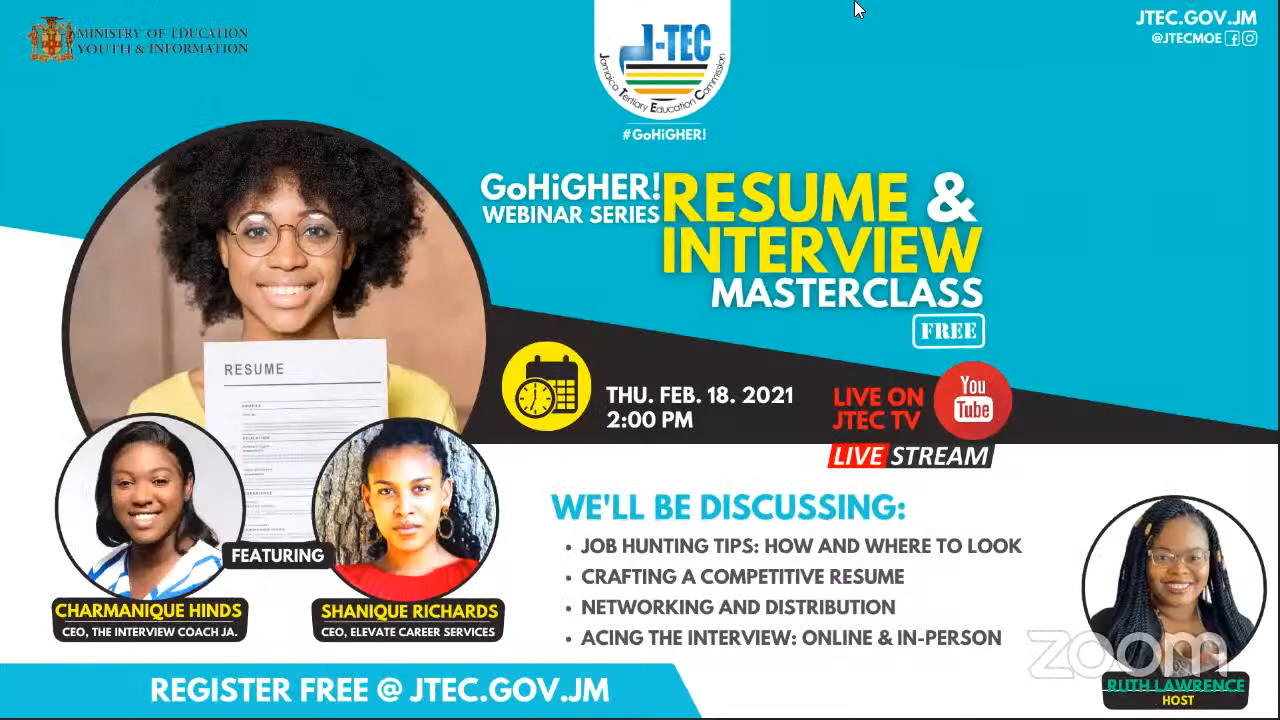 MINISTRY OF EDUCATION
YOUTH & INFORMATION
J-TEC
Jamaica Tertiary Education Commission
#GoHiGHER!
JTEC.GOV.JM
@JTECMOE
GoHiGHER!
WEBINAR SERIES
RESUME &
INTERVIEW
MASTERCLASS
FREE
RESUME
THU. FEB. 18. 2021
2:00 PM
LIVE ON
JTEC TV
You
Tube
LIVE STREAM
WE'LL BE DISCUSSING:
• JOB HUNTING TIPS: HOW AND WHERE TO LOOK
• CRAFTING A COMPETITIVE RESUME
• NETWORKING AND DISTRIBUTION
• ACING THE INTERVIEW: ONLINE & IN-PERSON
FEATURING
CHARMANIQUE HINDS
CEO, THE INTERVIEW COACH JA.
SHANIQUE RICHARDS
CEO, ELEVATE CAREER SERVICES
zoom
RUTH LAWRENCE
HOST
REGISTER FREE @ JTEC.GOV.JM